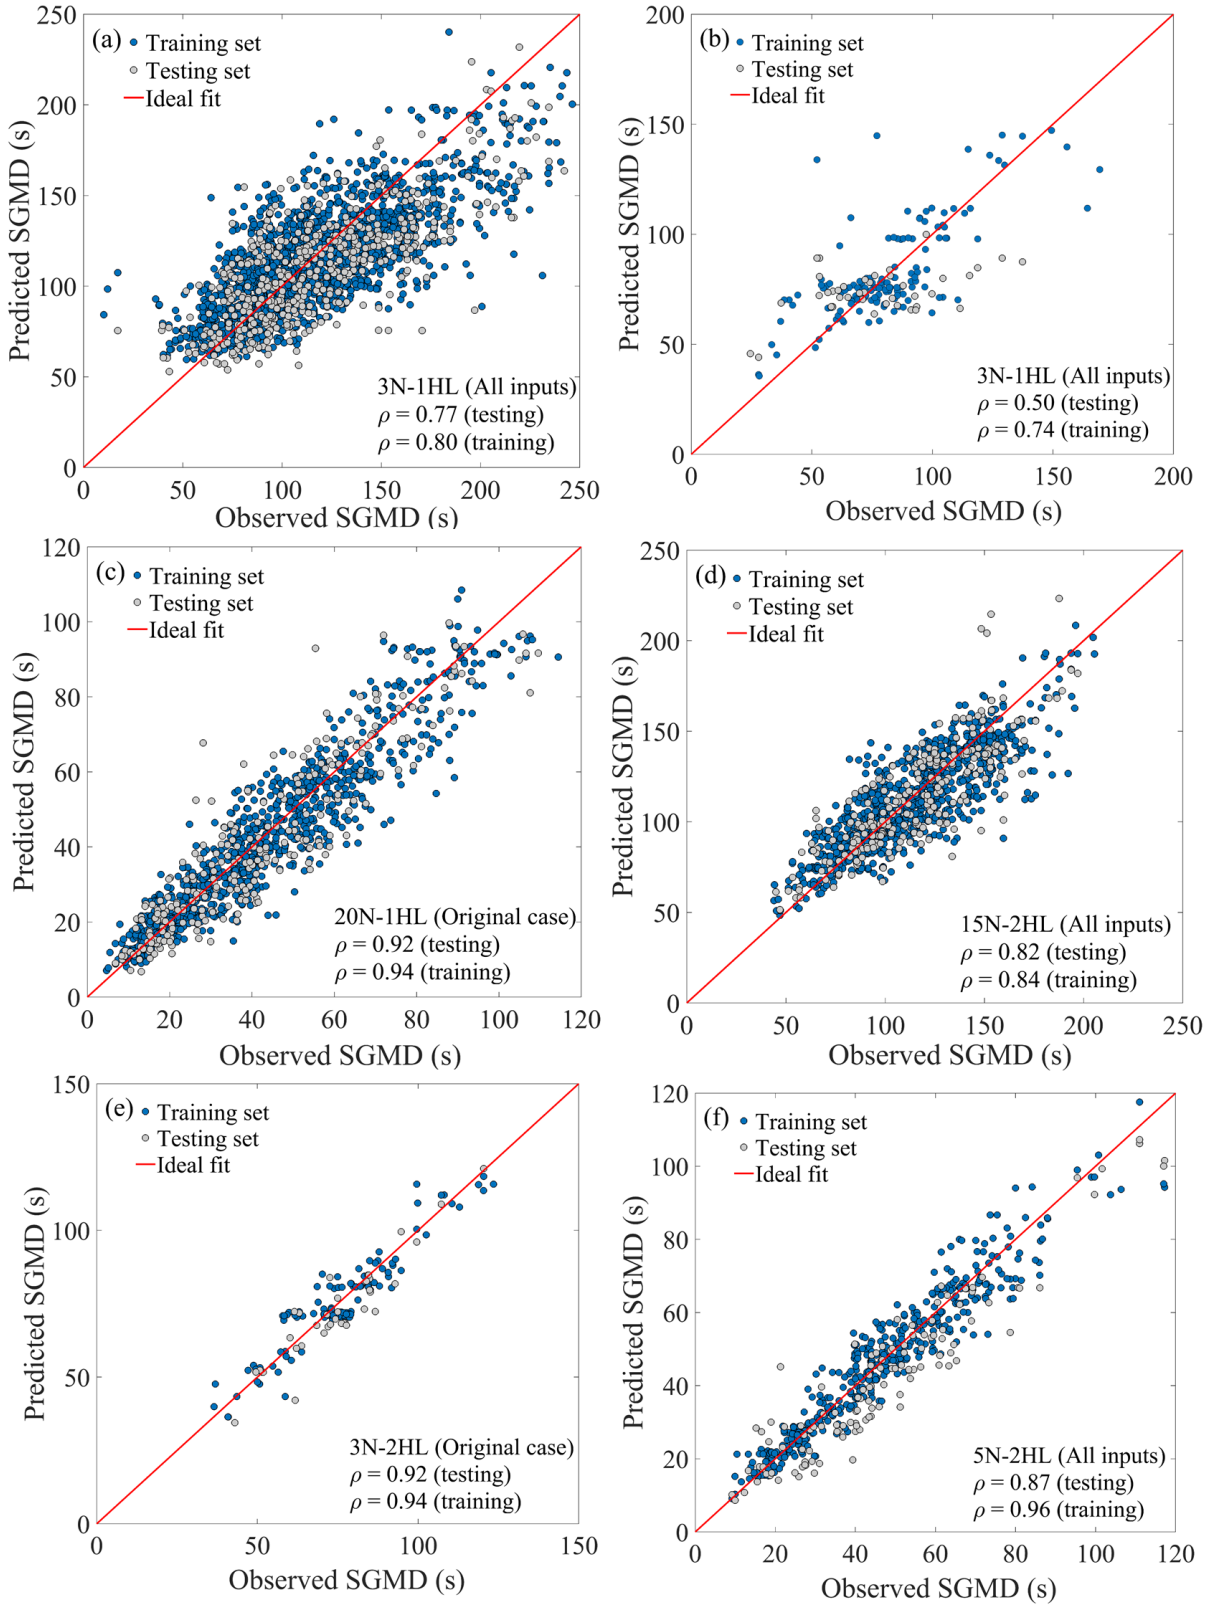 (a)
Training set
Testing set
Ideal fit
250
200
150
100
50
0
Predicted SGMD (s)
3N-1HL (All inputs)
ρ = 0.77 (testing)
ρ = 0.80 (training)
0 50 100 150 200 250
Observed SGMD (s)
(b)
Training set
Testing set
Ideal fit
200
150
100
50
0
Predicted SGMD (s)
3N-1HL (All inputs)
ρ = 0.50 (testing)
ρ = 0.74 (training)
0 50 100 150 200
Observed SGMD (s)
(c)
Training set
Testing set
Ideal fit
120
100
80
60
40
20
0
Predicted SGMD (s)
20N-1HL (Original case)
ρ = 0.92 (testing)
ρ = 0.94 (training)
0 20 40 60 80 100 120
Observed SGMD (s)
(d)
Training set
Testing set
Ideal fit
250
200
150
100
50
0
Predicted SGMD (s)
15N-2HL (All inputs)
ρ = 0.82 (testing)
ρ = 0.84 (training)
0 50 100 150 200 250
Observed SGMD (s)
(e)
Training set
Testing set
Ideal fit
150
100
50
0
Predicted SGMD (s)
3N-2HL (Original case)
ρ = 0.92 (testing)
ρ = 0.94 (training)
0 50 100 150
Observed SGMD (s)
(f)
Training set
Testing set
Ideal fit
120
100
80
60
40
20
0
Predicted SGMD (s)
5N-2HL (All inputs)
ρ = 0.87 (testing)
ρ = 0.96 (training)
0 20 40 60 80 100 120
Observed SGMD (s)